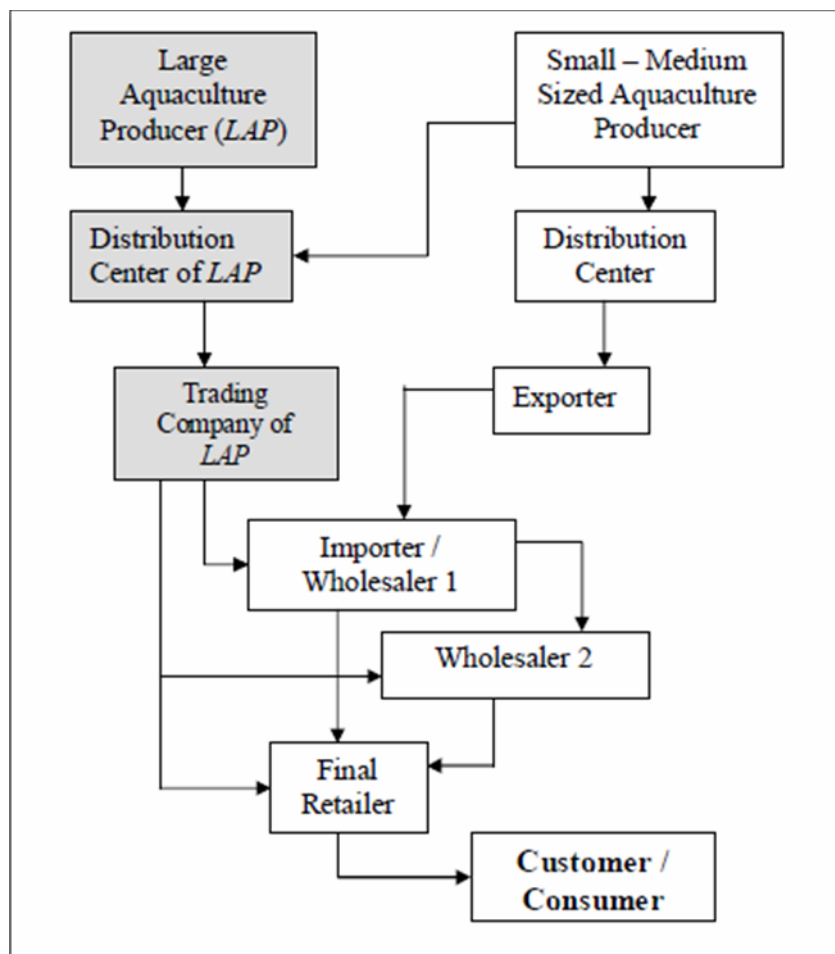 Large
Aquaculture
Producer (LAP)
Small – Medium
Sized Aquaculture
Producer
Distribution
Center of LAP
Distribution
Center
Trading
Company of
LAP
Exporter
Importer /
Wholesaler 1
Wholesaler 2
Final
Retailer
Customer /
Consumer